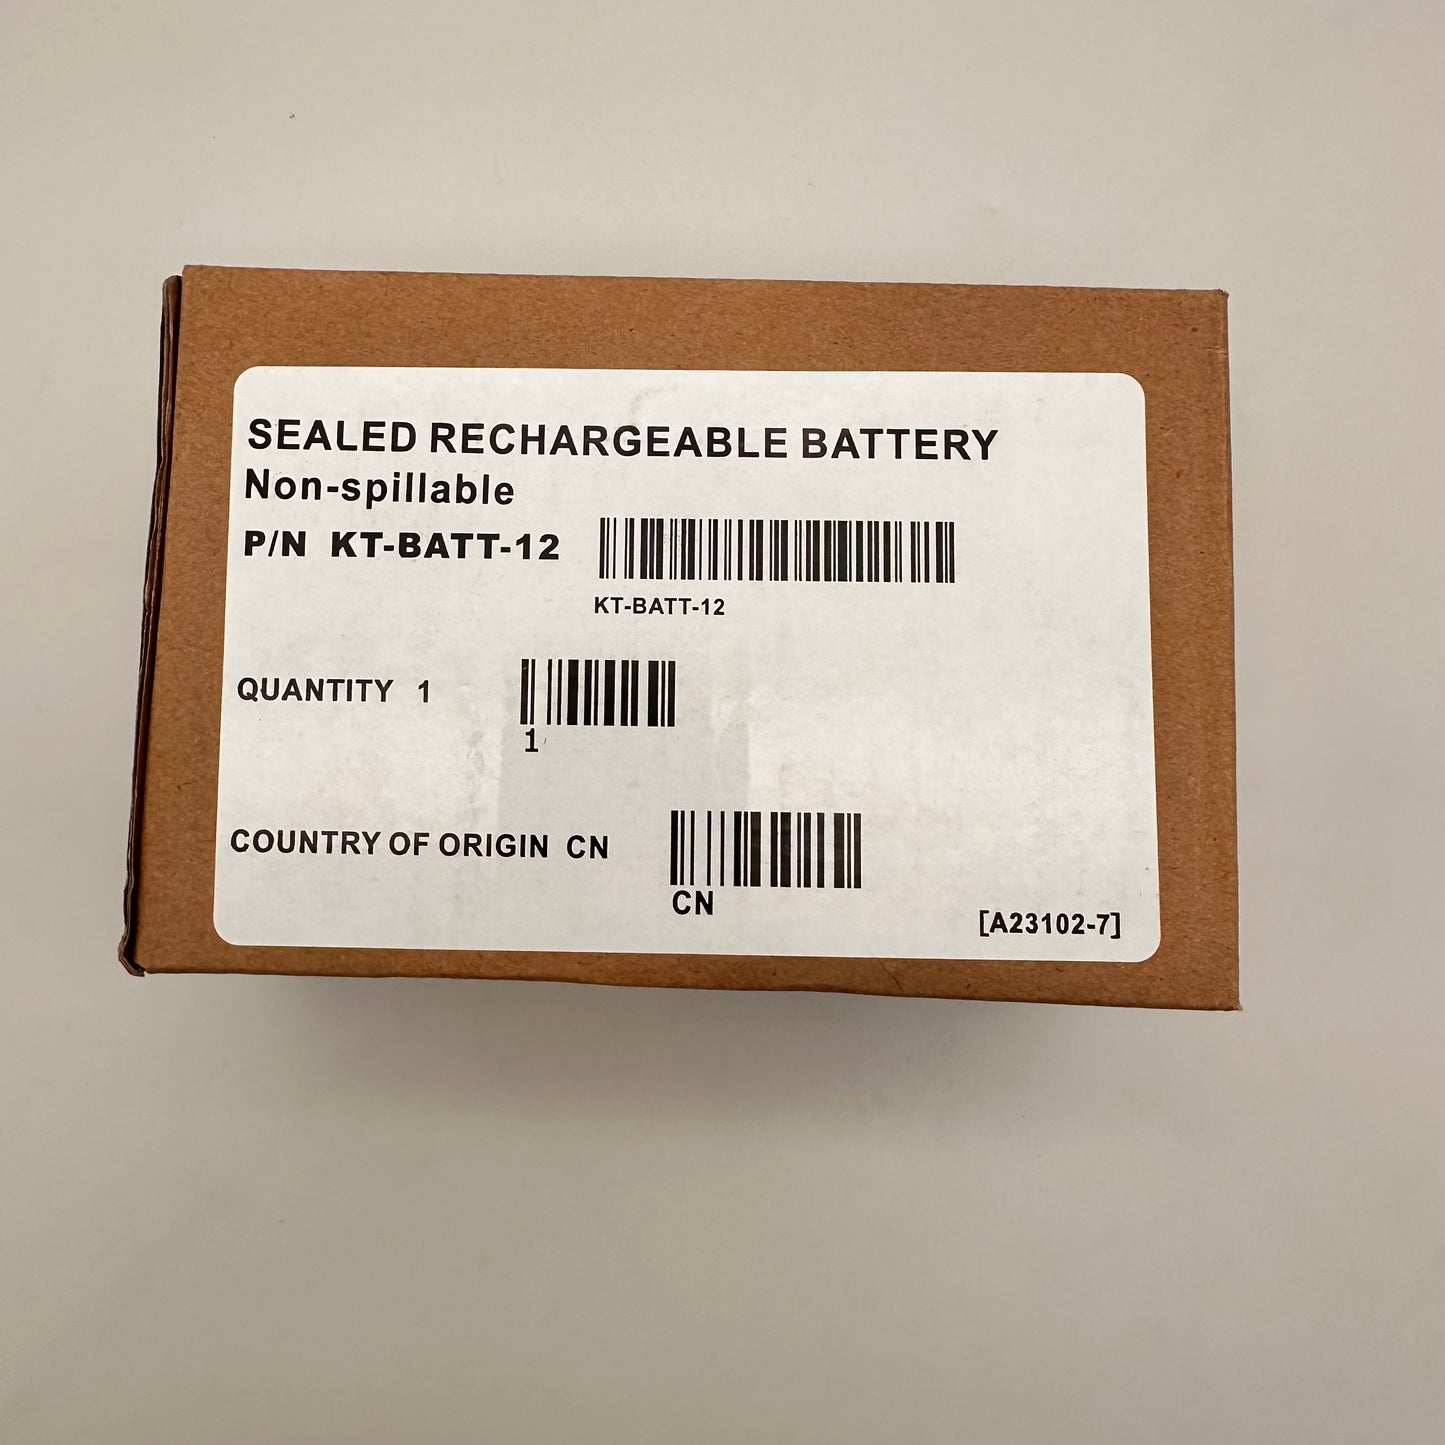 SEALED RECHARGEABLE BATTERY
Non-spillable
P/N KT-BATT-12
KT-BATT-12
QUANTITY 1
1
COUNTRY OF ORIGIN CN
CN
[A23102-7]